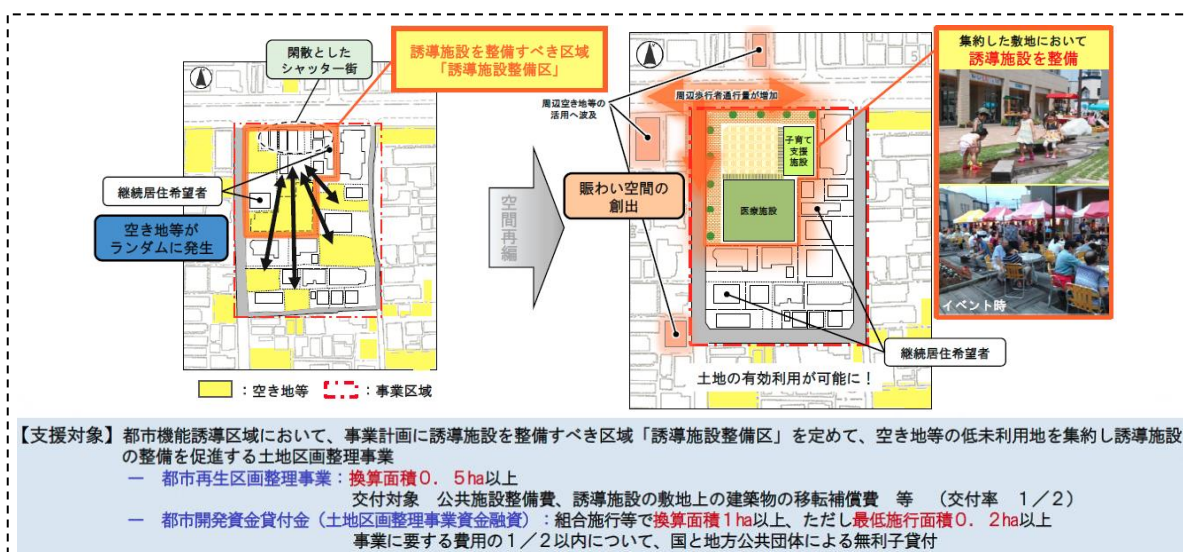 閑散とした
シャッター街
誘導施設を整備すべき区域
「誘導施設整備区」
継続居住希望者
空き地等が
ランダムに発生
：空き地等
：事業区域
空間再編
周辺空き地等の
活用へ波及
周辺歩行者通行量が増加
子育て
支援
施設
医療施設
賑わい空間の
創出
継続居住希望者
土地の有効利用が可能に！
集約した敷地において
誘導施設を整備
イベント時
【支援対象】都市機能誘導区域において、事業計画に誘導施設を整備すべき区域「誘導施設整備区」を定めて、空き地等の低未利用地を集約し誘導施設
の整備を促進する土地区画整理事業
― 都市再生区画整理事業：換算面積０．５ha以上
交付対象　公共施設整備費、誘導施設の敷地上の建築物の移転補償費　等　（交付率　１／２）
― 都市開発資金貸付金（土地区画整理事業資金融資）：組合施行等で換算面積１ha以上、ただし最低施行面積０．２ha以上
事業に要する費用の１／２以内について、国と地方公共団体による無利子貸付